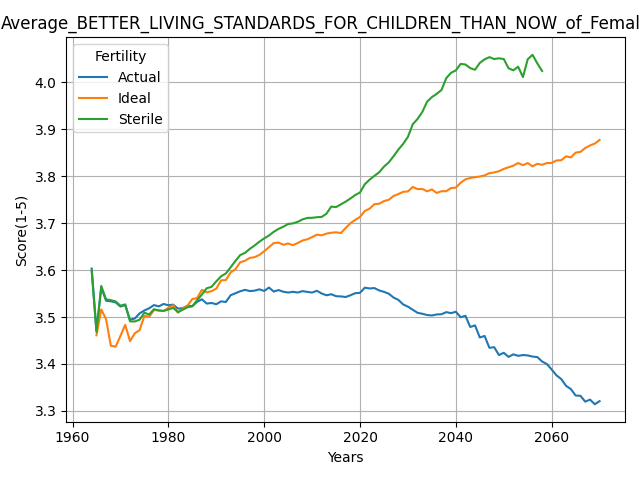 Average_BETTER_LIVING_STANDARDS_FOR_CHILDREN_THAN_NOW_of_Femal
Fertility
Actual
Ideal
Sterile
Score(1-5)
4.0
3.9
3.8
3.7
3.6
3.5
3.4
3.3
1960 1980 2000 2020 2040 2060
Years